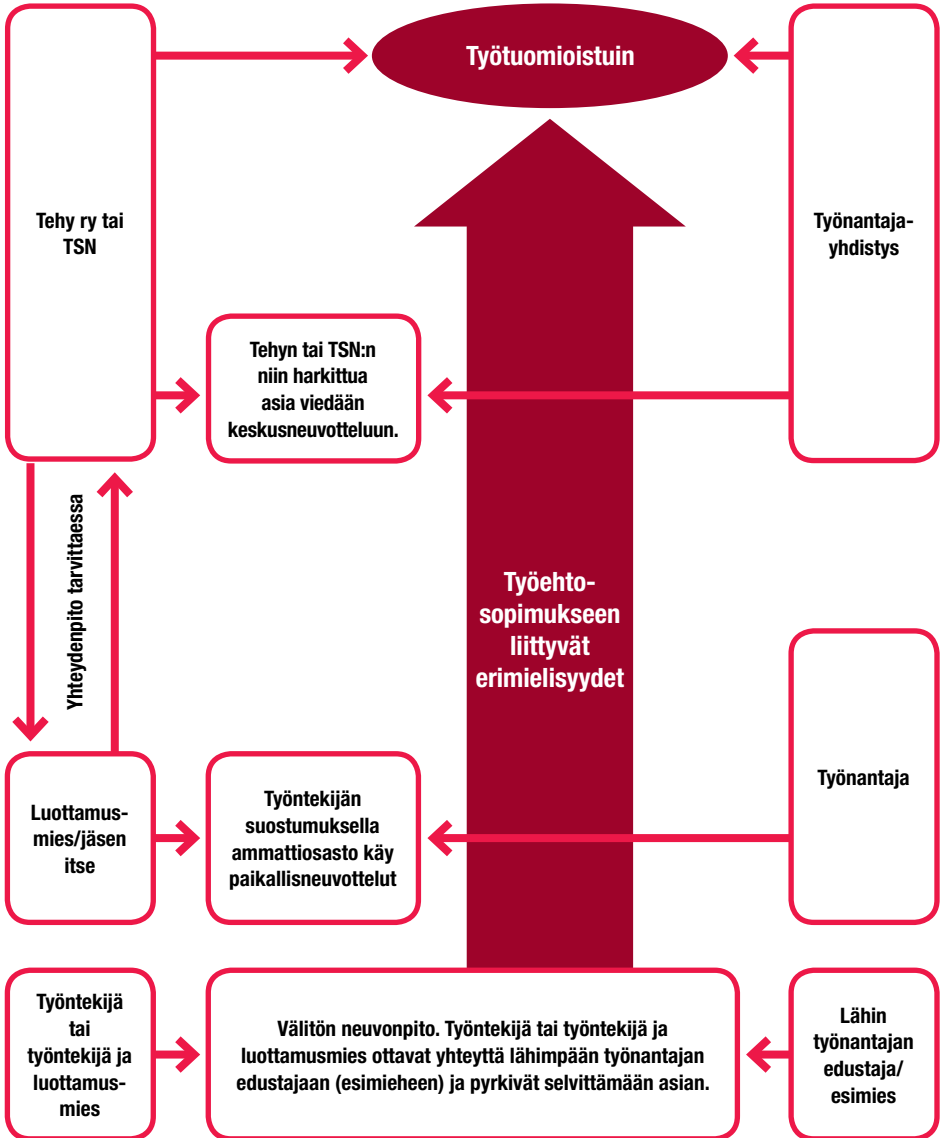 Työtuomioistuin
Tehy ry tai
TSN
Työnantaja-
yhdistys
Tehyn tai TSN:n
niin harkittua
asia viedään
keskusneuvotteluun.
Yhteydenpito tarvittaessa
Työehto-
sopimukseen
liittyvät
erimielisyydet
Luottamus-
mies/jäsen
itse
Työntekijän
suostumuksella
ammattiosasto käy
paikallisneuvottelut
Työnantaja
Työntekijä
tai
työntekijä ja
luottamus-
mies
Välitön neuvonpito. Työntekijä tai työntekijä ja
luottamusmies ottavat yhteyttä lähimpään työnantajan
edustajaan (esimieheen) ja pyrkivät selvittämään asian.
Lähin
työnantajan
edustaja/
esimies